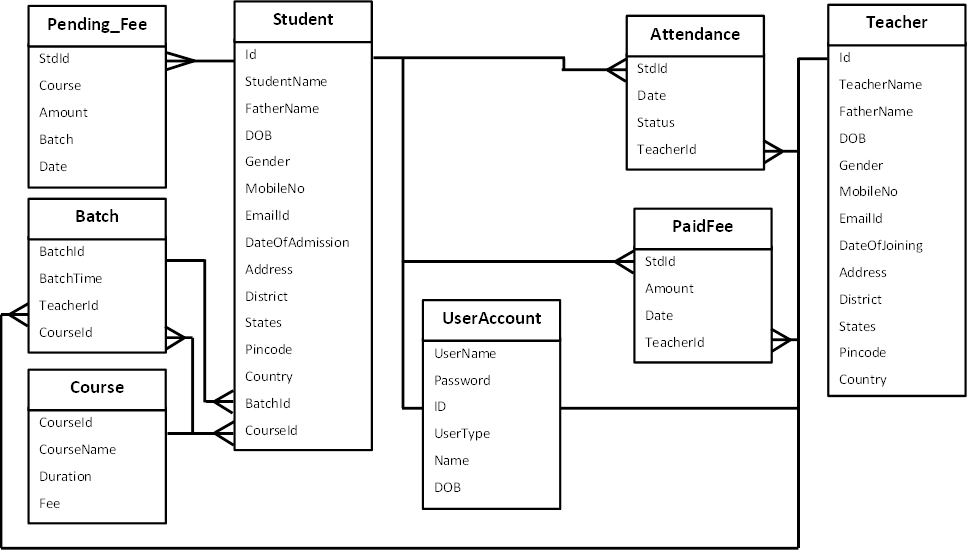 Pending_Fee
StdId
Course
Amount
Batch
Date
Student
Id
StudentName
FatherName
DOB
Gender
MobileNo
EmailId
DateOfAdmission
Address
District
States
Pincode
Country
BatchId
CourseId
Attendance
StdId
Date
Status
TeacherId
Teacher
Id
TeacherName
FatherName
DOB
Gender
MobileNo
EmailId
DateOfJoining
Address
District
States
Pincode
Country
Batch
BatchId
BatchTime
TeacherId
CourseId
PaidFee
StdId
Amount
Date
TeacherId
UserAccount
UserName
Password
ID
UserType
Name
DOB
Course
CourseId
CourseName
Duration
Fee